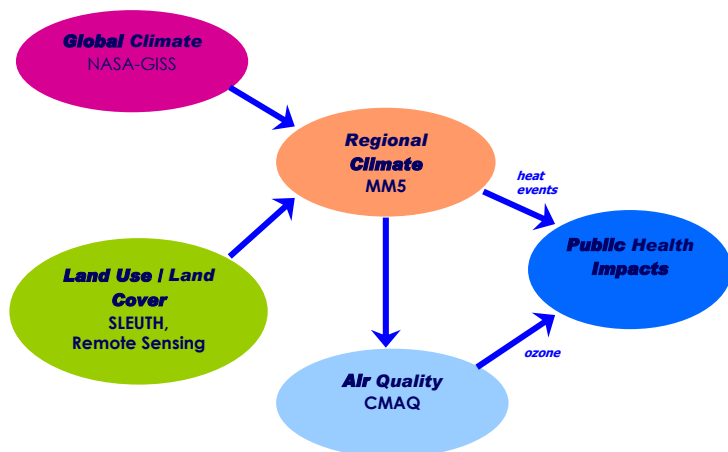 Global Climate
NASA-GISS
Regional
Climate
MM5
heat
events
Public Health
Impacts
Land Use / Land
Cover
SLEUTH,
Remote Sensing
ozone
Air Quality
CMAQ